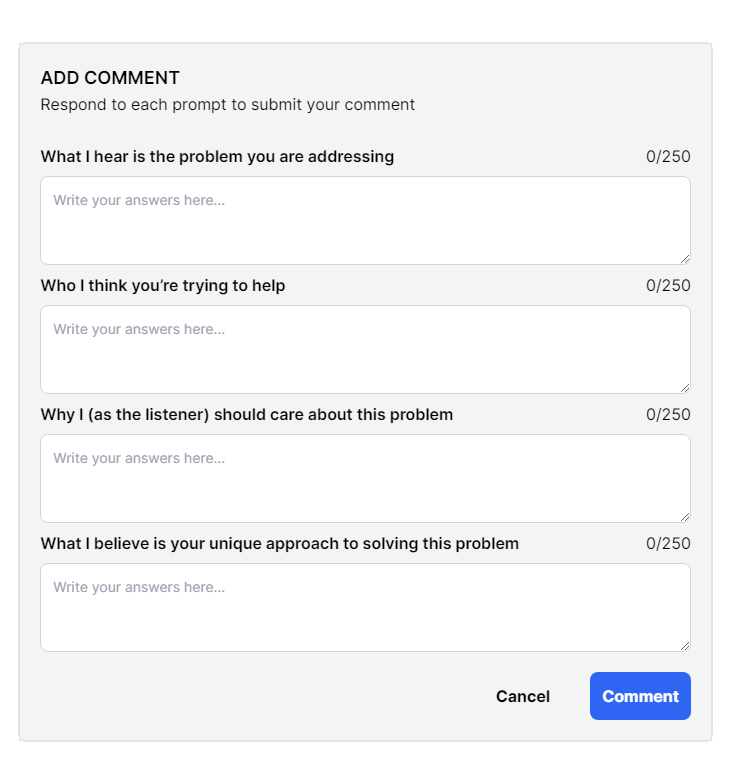 ADD COMMENT
Respond to each prompt to submit your comment
What I hear is the problem you are addressing 0/250
Write your answers here...
Who I think you’re trying to help 0/250
Write your answers here...
Why I (as the listener) should care about this problem 0/250
Write your answers here...
What I believe is your unique approach to solving this problem 0/250
Write your answers here...
Cancel Comment